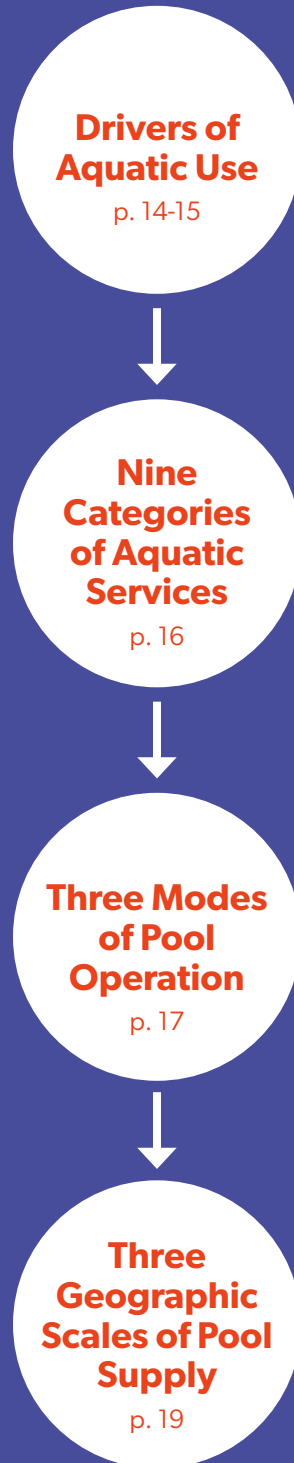 Drivers of
Aquatic Use
p. 14-15
Nine
Categories
of Aquatic
Services
p. 16
Three Modes
of Pool
Operation
p. 17
Three
Geographic
Scales of Pool
Supply
p. 19